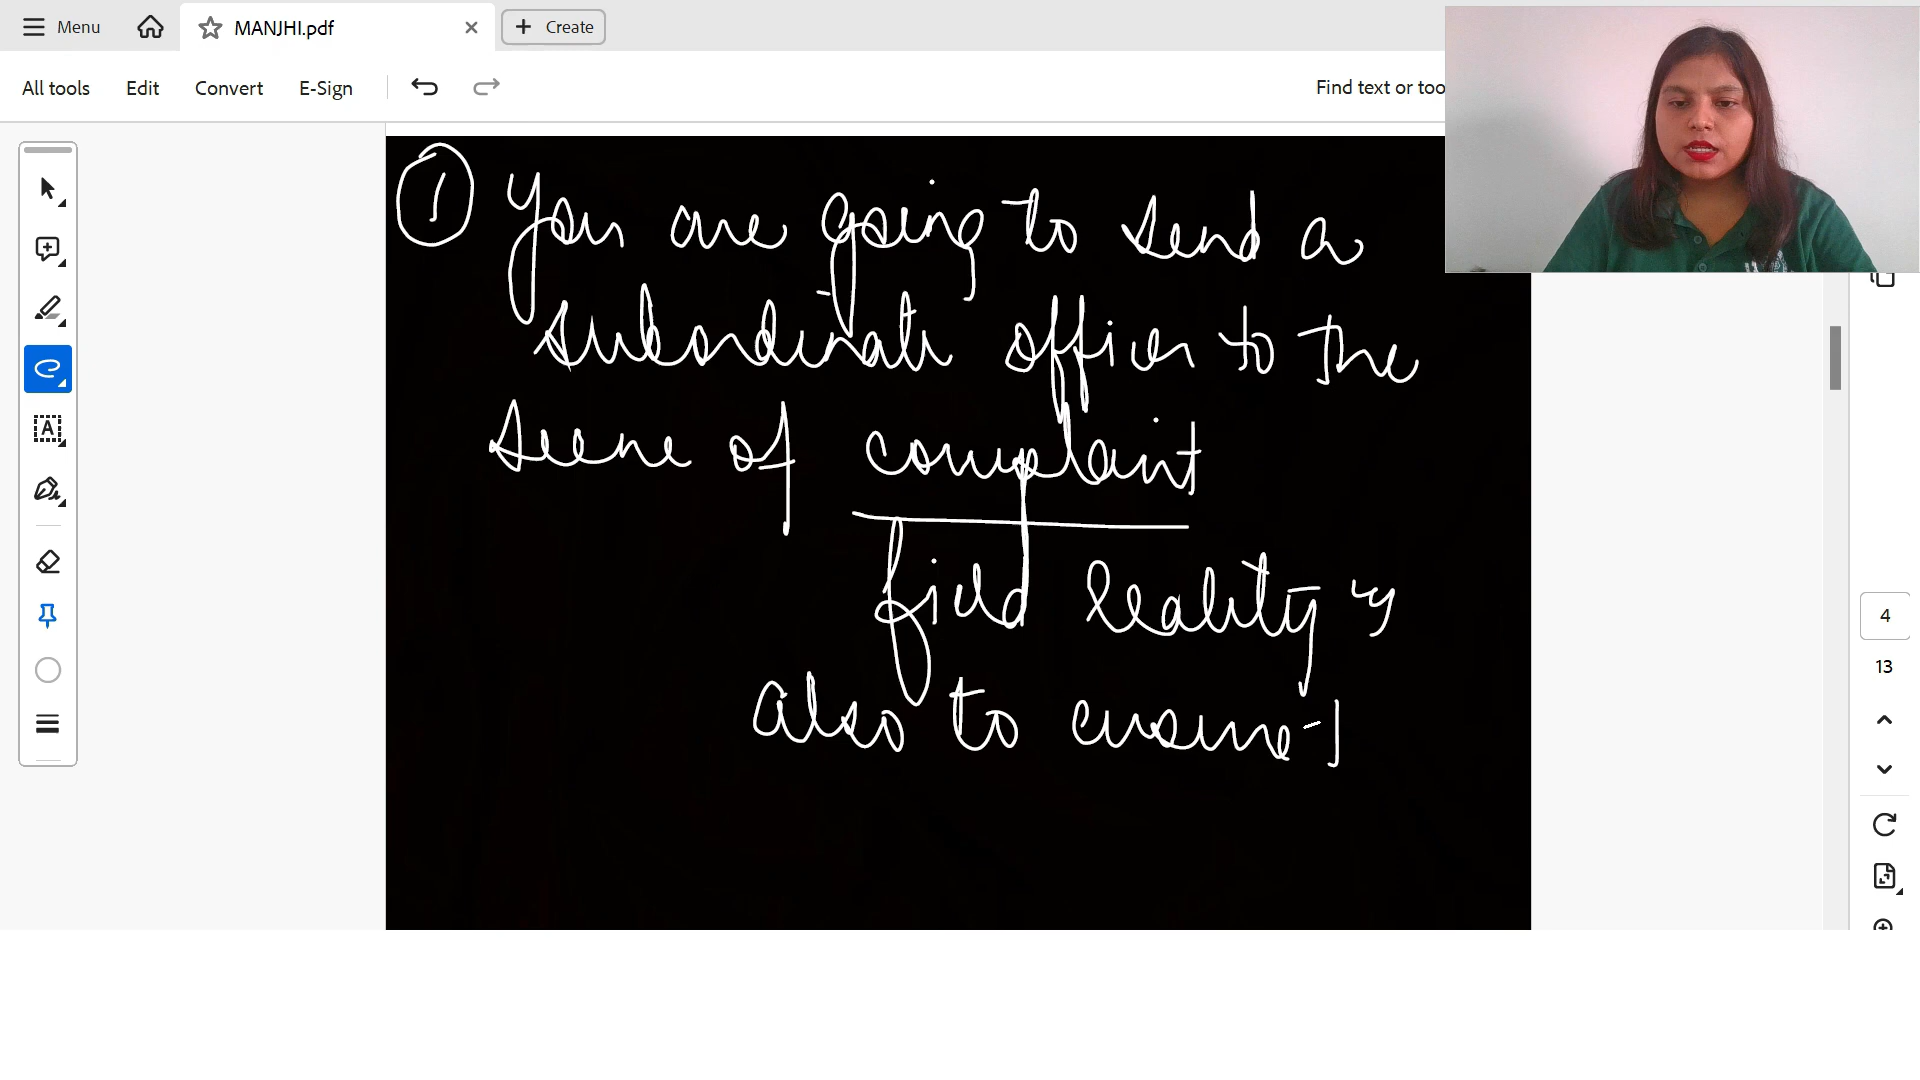 Menu
MANJHI.pdf
Create
All tools
Edit
Convert
E-Sign
Find text or too
① You are going to send a
subordinate officer to the
scene of complaint
field reality
also to ensure
4
13